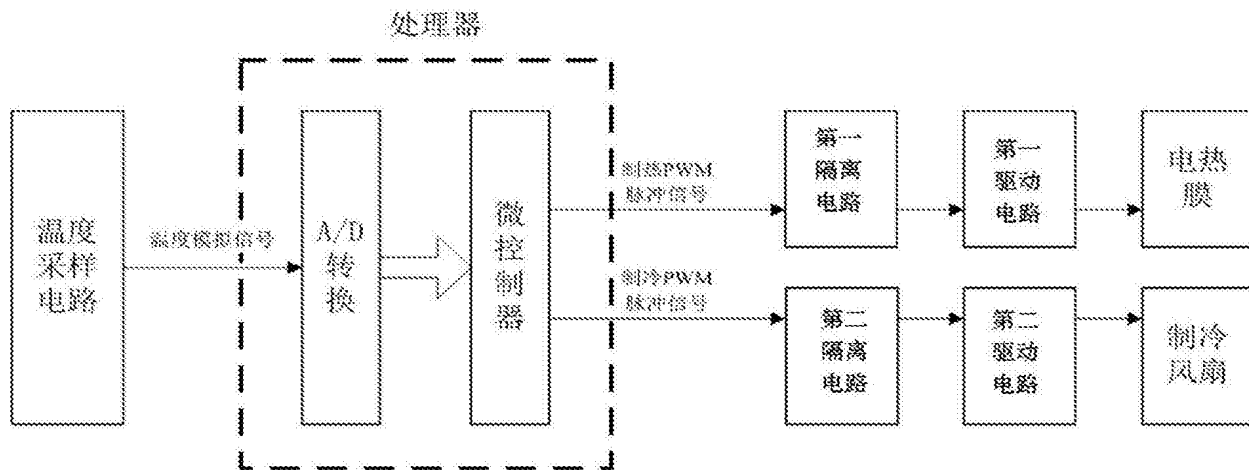 处理器
温度
采样
电路
温度模拟信号
A/D
转
换
微
控
制
器
制热PWM
脉冲信号
制冷PWM
脉冲信号
第一
隔离
电路
第一
驱动
电路
电热
膜
第二
隔离
电路
第二
驱动
电路
制冷
风扇